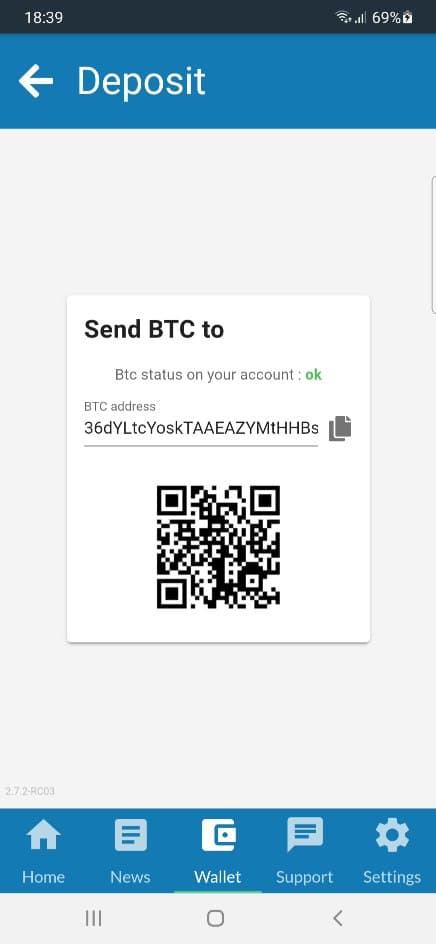 18:39
69%
Deposit
Send BTC to
Btc status on your account : ok
BTC address
36dYLtcYoskTAAEAZYMtHHBs
2.7.2-RC03
Home
News
Wallet
Support
Settings